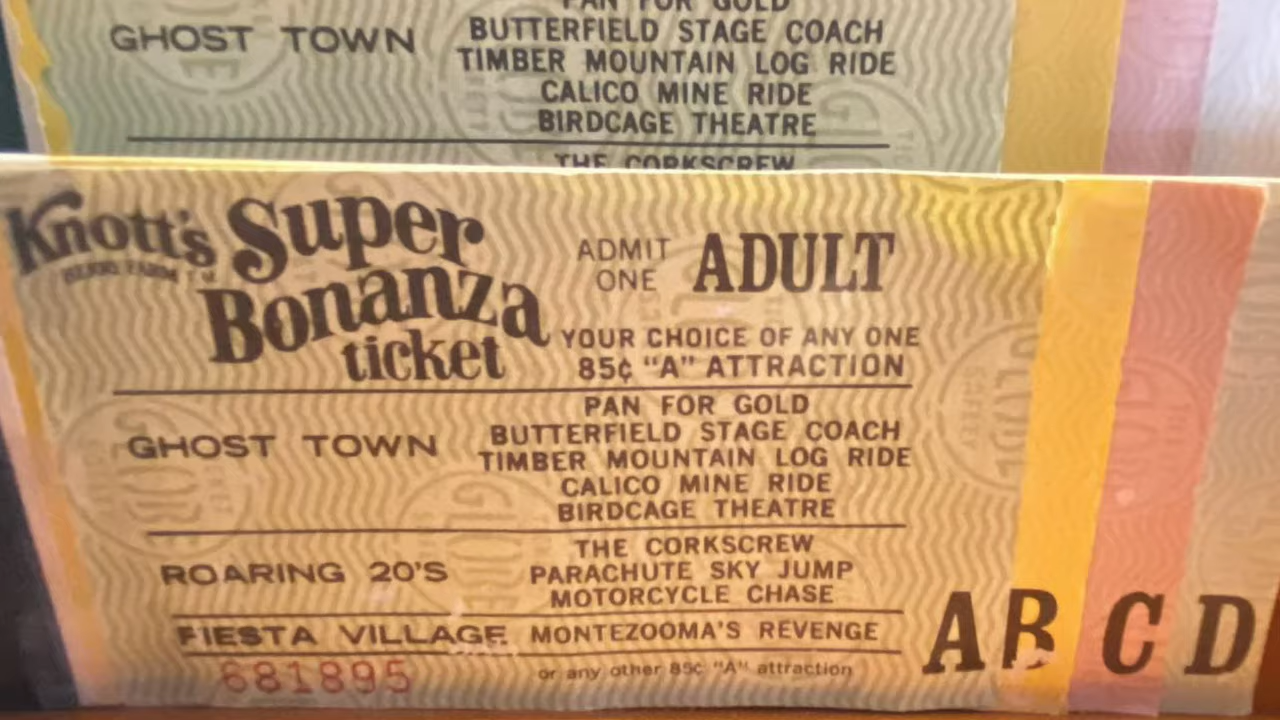 PAN FOR GOLD
GHOST TOWN
BUTTERFIELD STAGE COACH
TIMBER MOUNTAIN LOG RIDE
CALICO MINE RIDE
BIRDCAGE THEATRE
THE CORKSCREW
Knott's
BERRY FARM T.M.
Super
Bonanza
ticket
ADMIT
ONE
ADULT
YOUR CHOICE OF ANY ONE
85¢ "A" ATTRACTION
GHOST TOWN
PAN FOR GOLD
BUTTERFIELD STAGE COACH
TIMBER MOUNTAIN LOG RIDE
CALICO MINE RIDE
BIRDCAGE THEATRE
ROARING 20'S
THE CORKSCREW
PARACHUTE SKY JUMP
MOTORCYCLE CHASE
FIESTA VILLAGE
MONTEZOOMA'S REVENGE
681895
or any other 85¢ "A" attraction
A B C D